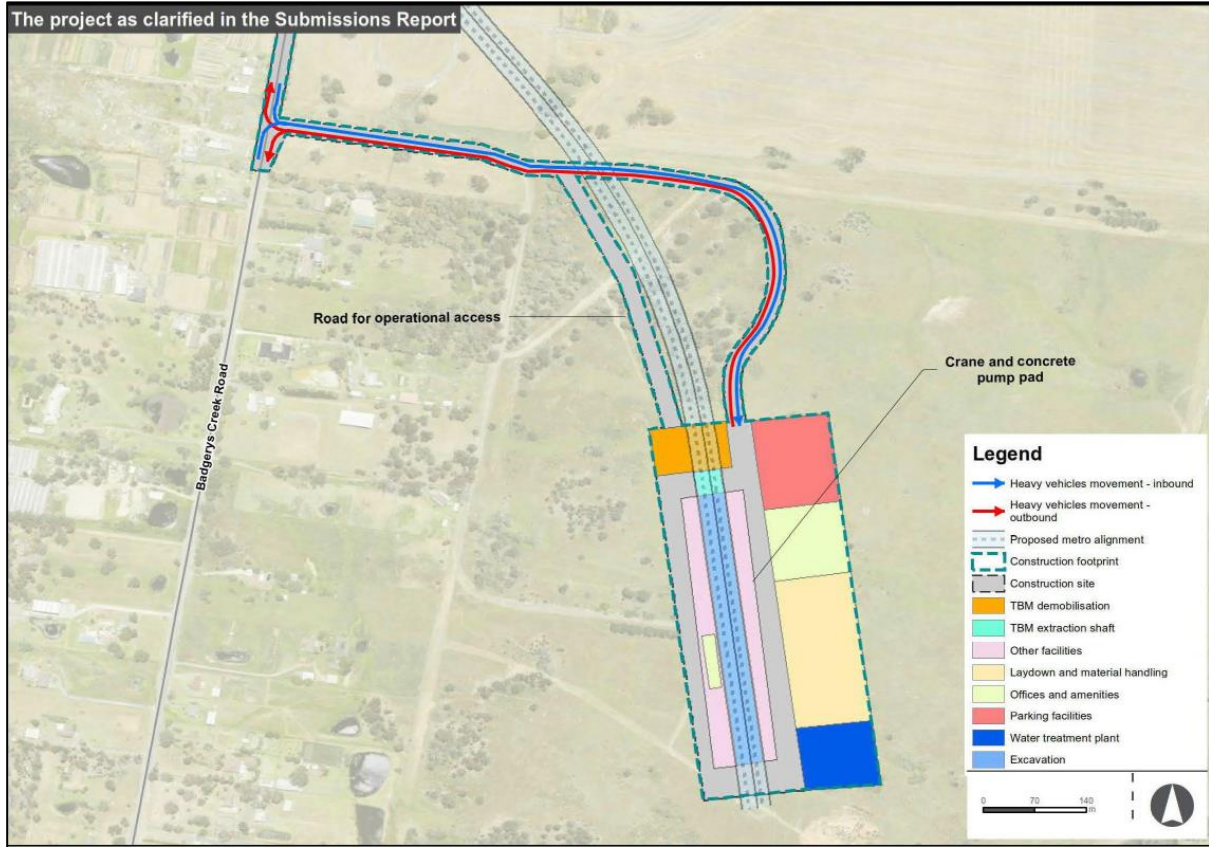 The project as clarified in the Submissions Report
Road for operational access
Crane and concrete
pump pad
Badgerys Creek Road
Legend
Heavy vehicles movement - inbound
Heavy vehicles movement -
outbound
Proposed metro alignment
Construction footprint
Construction site
TBM demobilisation
TBM extraction shaft
Other facilities
Laydown and material handling
Offices and amenities
Parking facilities
Water treatment plant
Excavation
0 70 140